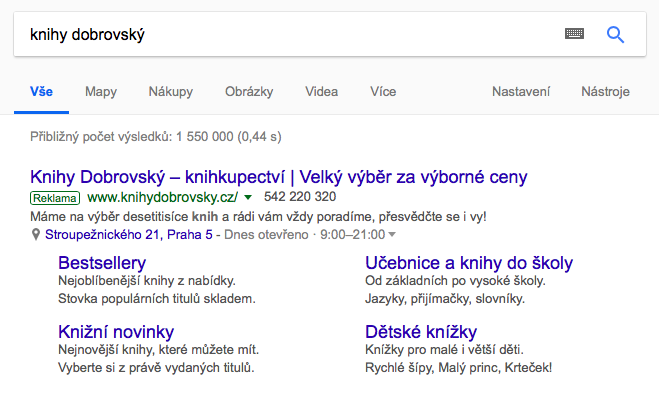 knihy dobrovský
Vše Mapy Nákupy Obrázky Videa Více Nastavení Nástroje
Přibližný počet výsledků: 1 550 000 (0,44 s)
Knihy Dobrovský – knihkupectví | Velký výběr za výborné ceny
Reklama www.knihydobrovsky.cz/ 542 220 320
Máme na výběr desetitisíce knih a rádi vám vždy poradíme, přesvědčte se i vy!
Stroupežnického 21, Praha 5 - Dnes otevřeno · 9:00–21:00
Bestsellery
Nejoblíbenější knihy z nabídky.
Stovka populárních titulů skladem.
Učebnice a knihy do školy
Od základních po vysoké školy.
Jazyky, přijímačky, slovníky.
Knižní novinky
Nejnovější knihy, které můžete mít.
Vyberte si z právě vydaných titulů.
Dětské knížky
Knížky pro malé i větší děti.
Rychlé šípy, Malý princ, Krteček!